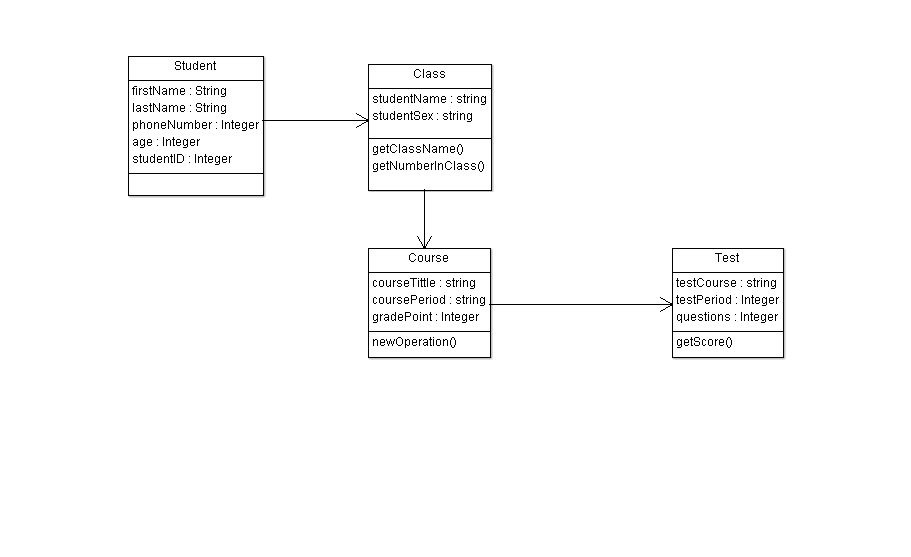 Student
firstName : String
lastName : String
phoneNumber : Integer
age : Integer
studentID : Integer
Class
studentName : string
studentSex : string
getClassName()
getNumberInClass()
Course
courseTittle : string
coursePeriod : string
gradePoint : Integer
newOperation()
Test
testCourse : string
testPeriod : Integer
questions : Integer
getScore()